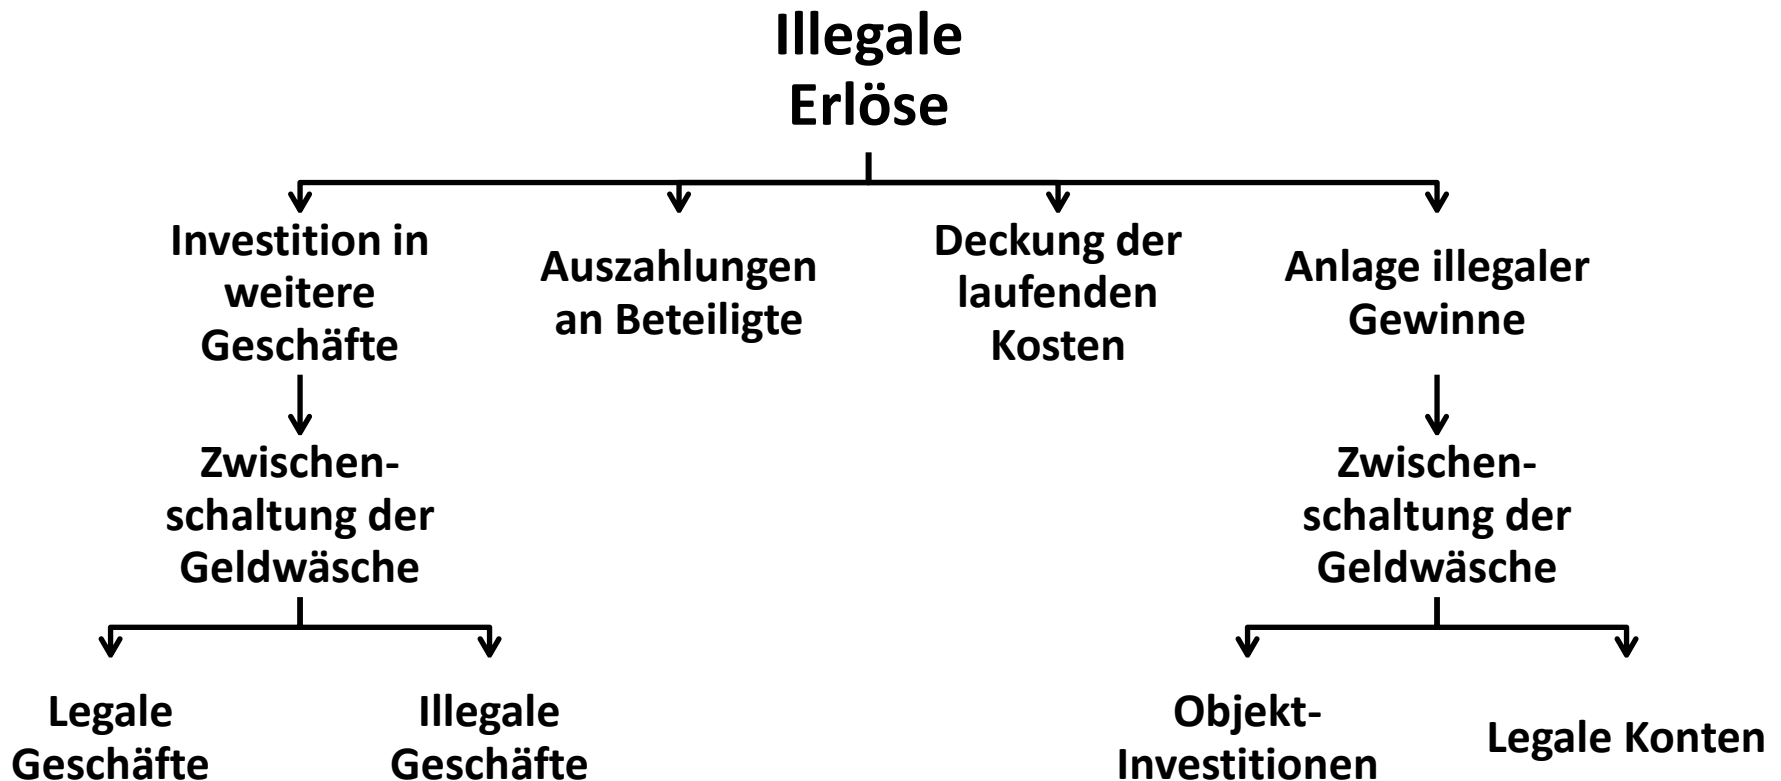 Illegale
Erlöse
Investition in
weitere
Geschäfte
Auszahlungen
an Beteiligte
Deckung der
laufenden
Kosten
Anlage illegaler
Gewinne
Zwischen-
schaltung der
Geldwäsche
Zwischen-
schaltung der
Geldwäsche
Legale
Geschäfte
Illegale
Geschäfte
Objekt-
Investitionen
Legale Konten